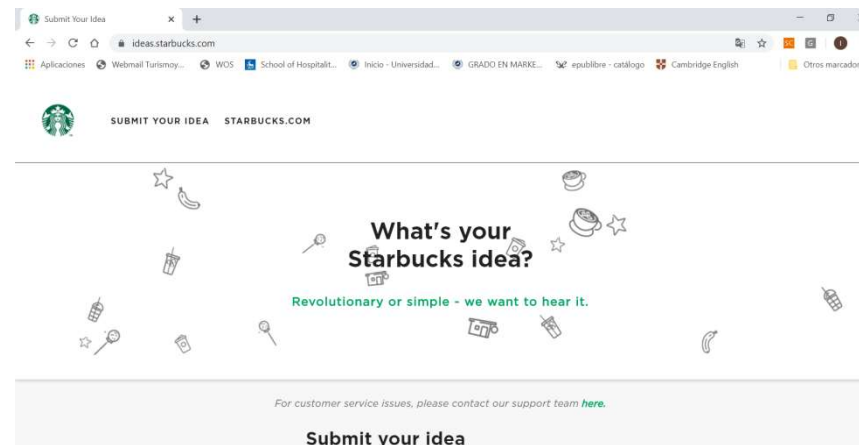 Submit Your Idea
ideas.starbucks.com
Aplicaciones Webmail Turismoy... WOS School of Hospitalit... Inicio - Universidad... GRADO EN MARKE... epublibre - catálogo Cambridge English Otros marcador
SUBMIT YOUR IDEA STARBUCKS.COM
What's your
Starbucks idea?
Revolutionary or simple - we want to hear it.
For customer service issues, please contact our support team here.
Submit your idea